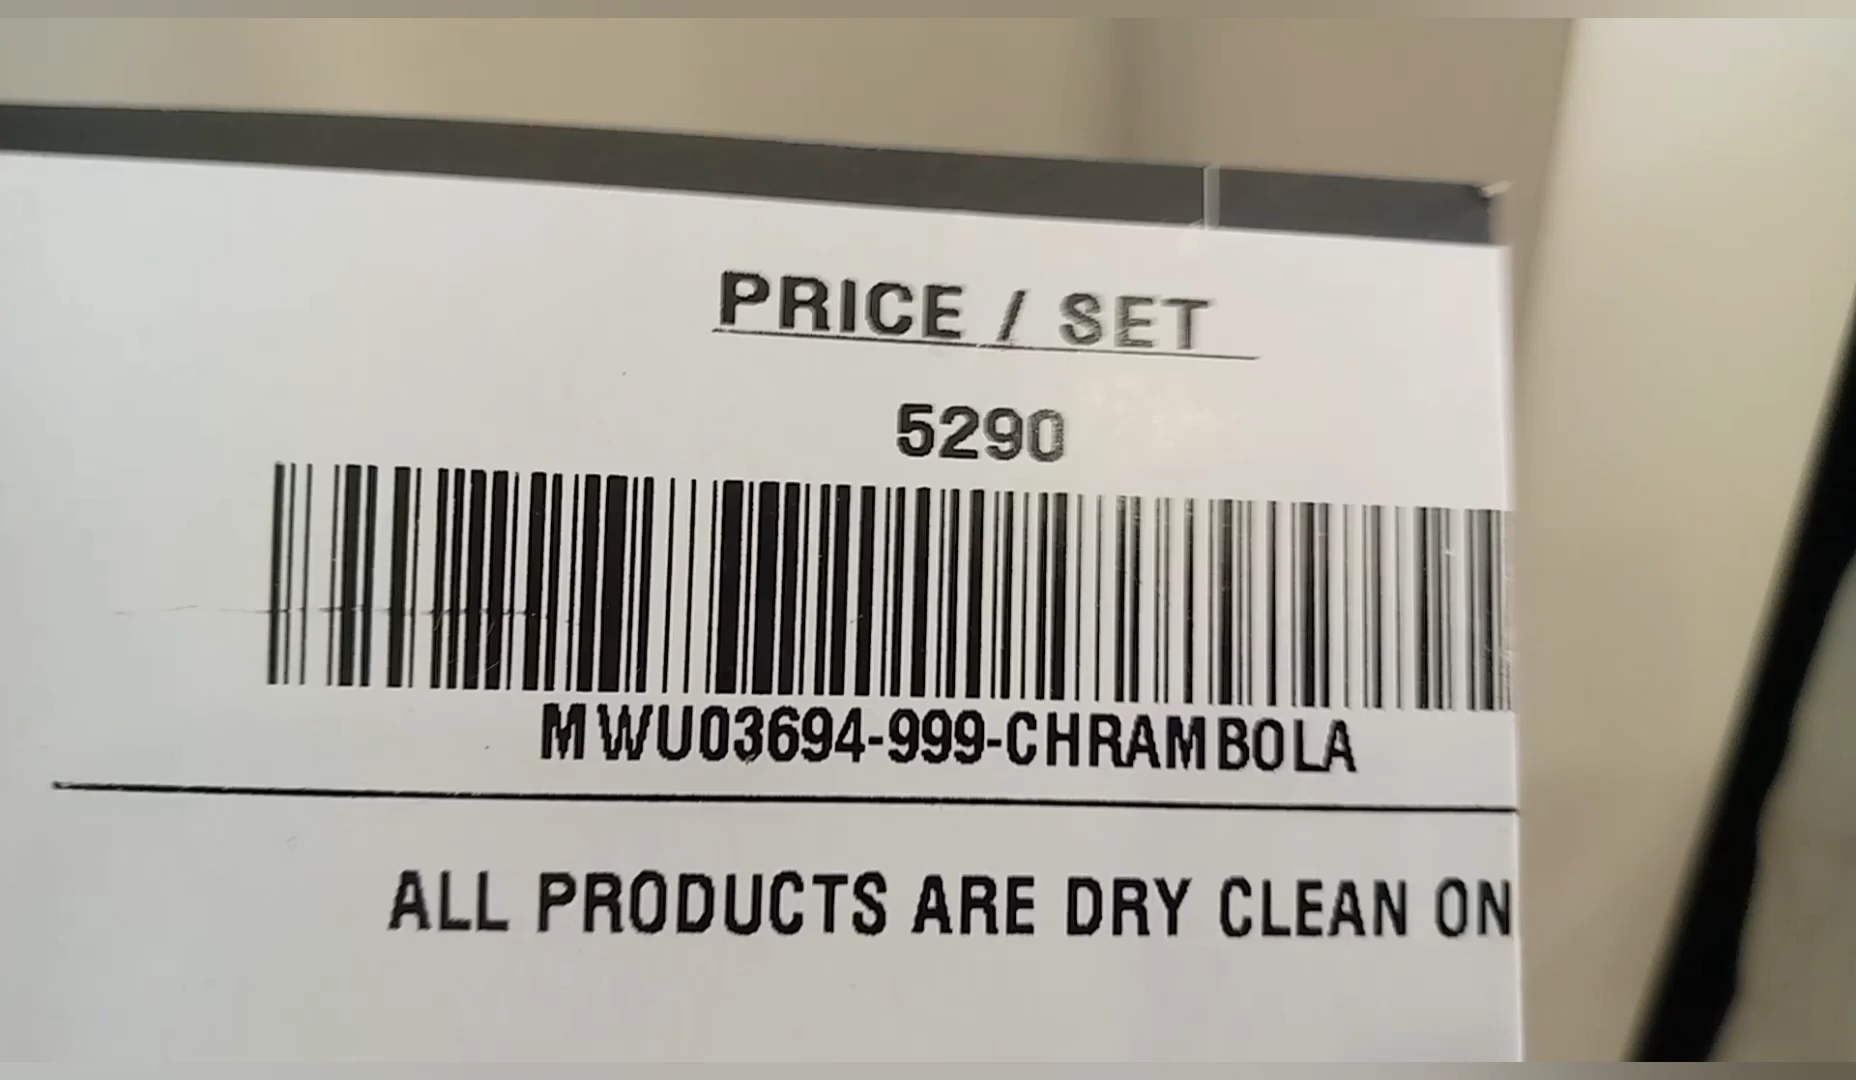 PRICE / SET
5290
MWU03694-999-CHRAMBOLA
ALL PRODUCTS ARE DRY CLEAN ON